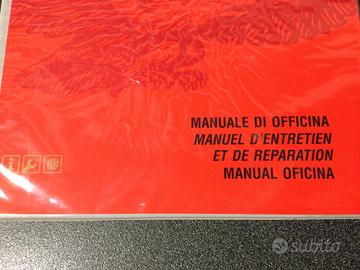 MANUALE DI OFFICINA
MANUEL D'ENTRETIEN
ET DE REPARATION
MANUAL OFICINA
subito